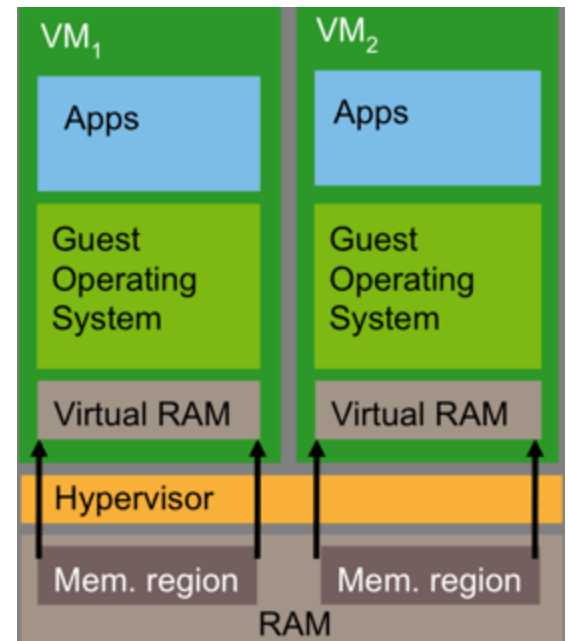 VM₁
Apps
Guest
Operating
System
Virtual RAM
VM₂
Apps
Guest
Operating
System
Virtual RAM
Hypervisor
Mem. region
Mem. region
RAM